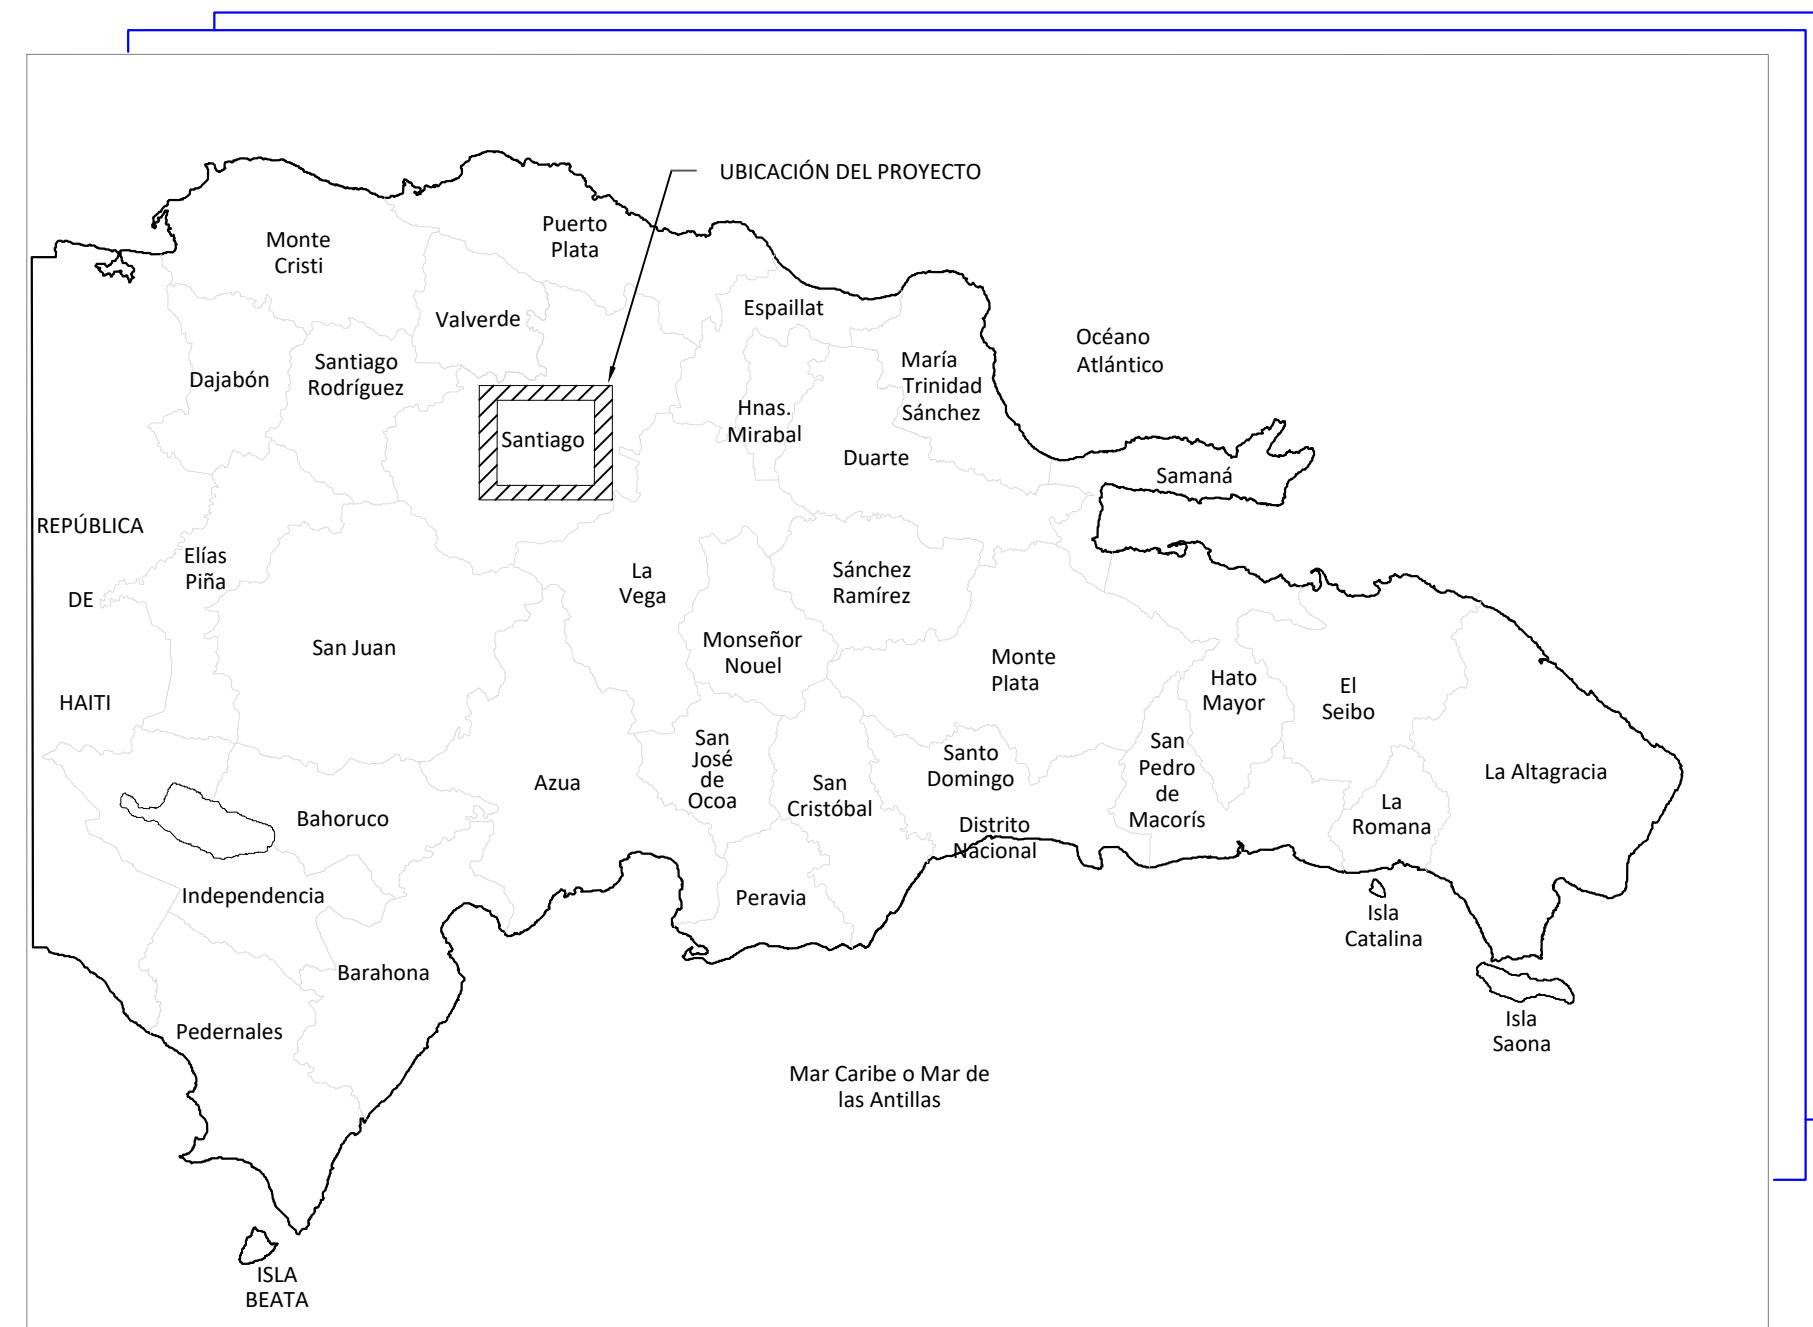 UBICACIÓN DEL PROYECTO
Puerto
Plata
Monte
Cristi
Espaillat
Valverde
Océano
Atlántico
Santiago
Rodríguez
María
Trinidad
Sánchez
Dajabón
Hnas.
Mirabal
Santiago
Duarte
Samaná
REPÚBLICA
DE
HAITI
Elías
Piña
La
Vega
Sánchez
Ramírez
San Juan
Monseñor
Nouel
Monte
Plata
Hato
Mayor
El
Seibo
San
José
de
Ocoa
San
Pedro
de
Macorís
Santo
Domingo
La Altagracia
Azua
San
Cristóbal
La
Romana
Bahoruco
Distrito
Nacional
Independencia
Peravia
Isla
Catalina
Barahona
Pedernales
Isla
Saona
Mar Caribe o Mar de
las Antillas
ISLA
BEATA